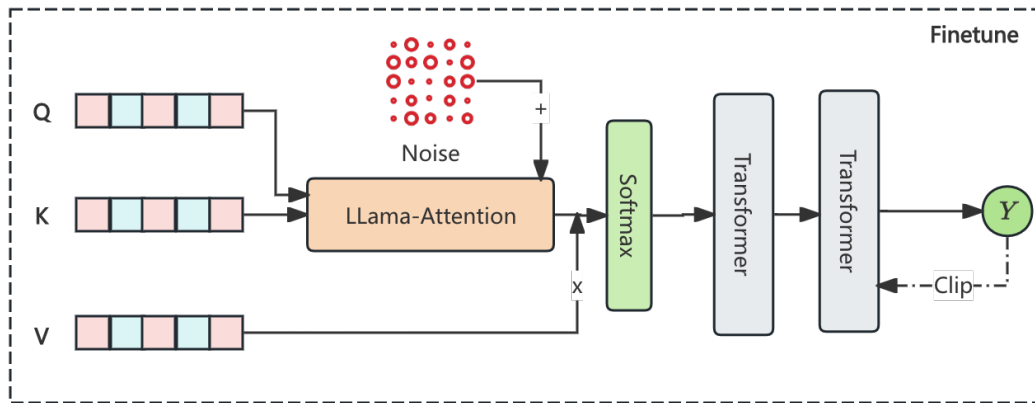 Finetune
Q
+
Noise
K
LLama-Attention
Softmax
Transformer
Transformer
Y
x
Clip
V